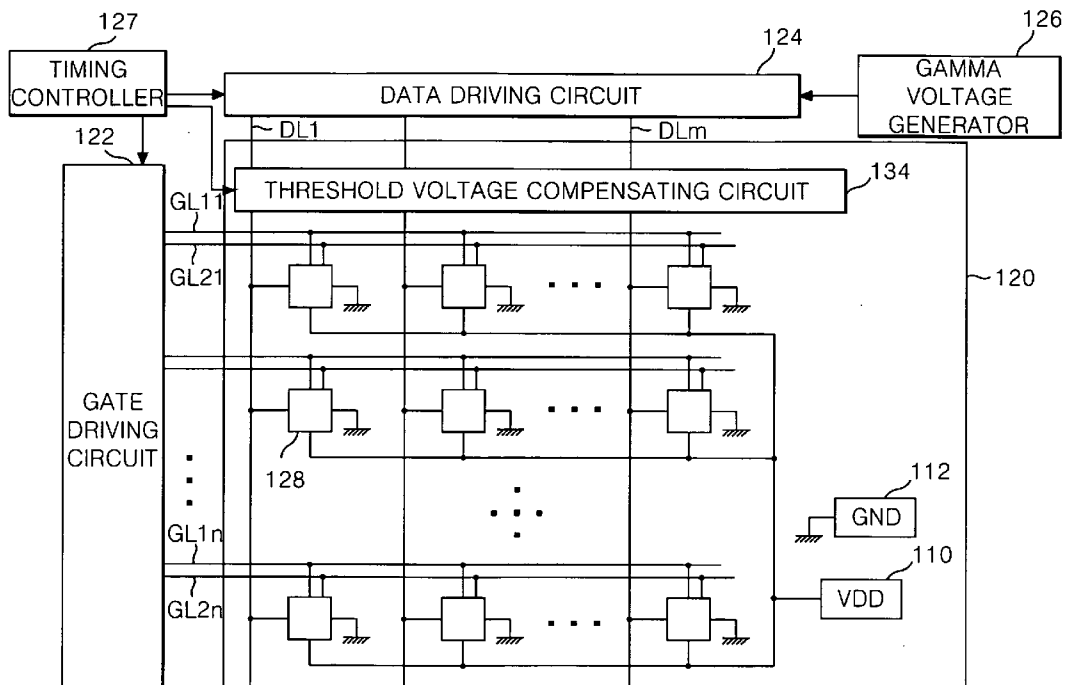 127
TIMING
CONTROLLER
124
DATA DRIVING CIRCUIT
126
GAMMA
VOLTAGE
GENERATOR
DL1
DLm
122
THRESHOLD VOLTAGE COMPENSATING CIRCUIT
134
GL11
GL21
120
GATE
DRIVING
CIRCUIT
128
112
GND
GL1n
110
VDD
GL2n